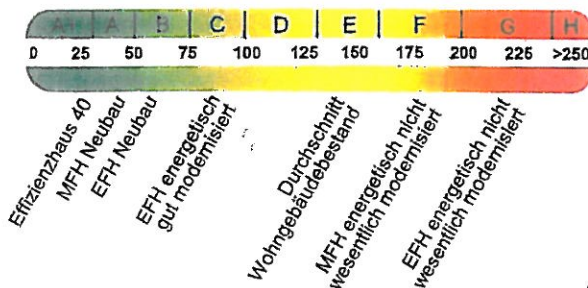 A+ A B C D E F G H
0 25 50 75 100 125 150 175 200 225 >250
Effizienzhaus 40
MFH Neubau
EFH Neubau
EFH energetisch
gut modernisiert
Durchschnitt
Wohngebäudebestand
MFH energetisch nicht
wesentlich modernisiert
EFH energetisch nicht
wesentlich modernisiert